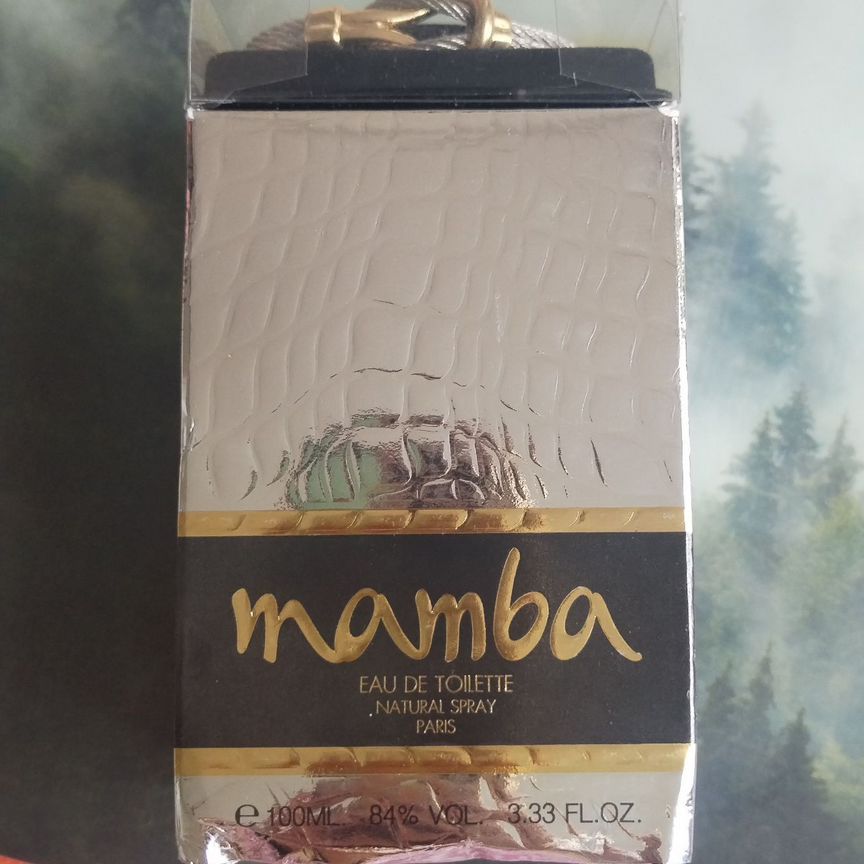 mamba
EAU DE TOILETTE
NATURAL SPRAY
PARIS
℮ 100ML. 84% VOL. 3.33 FL.OZ.